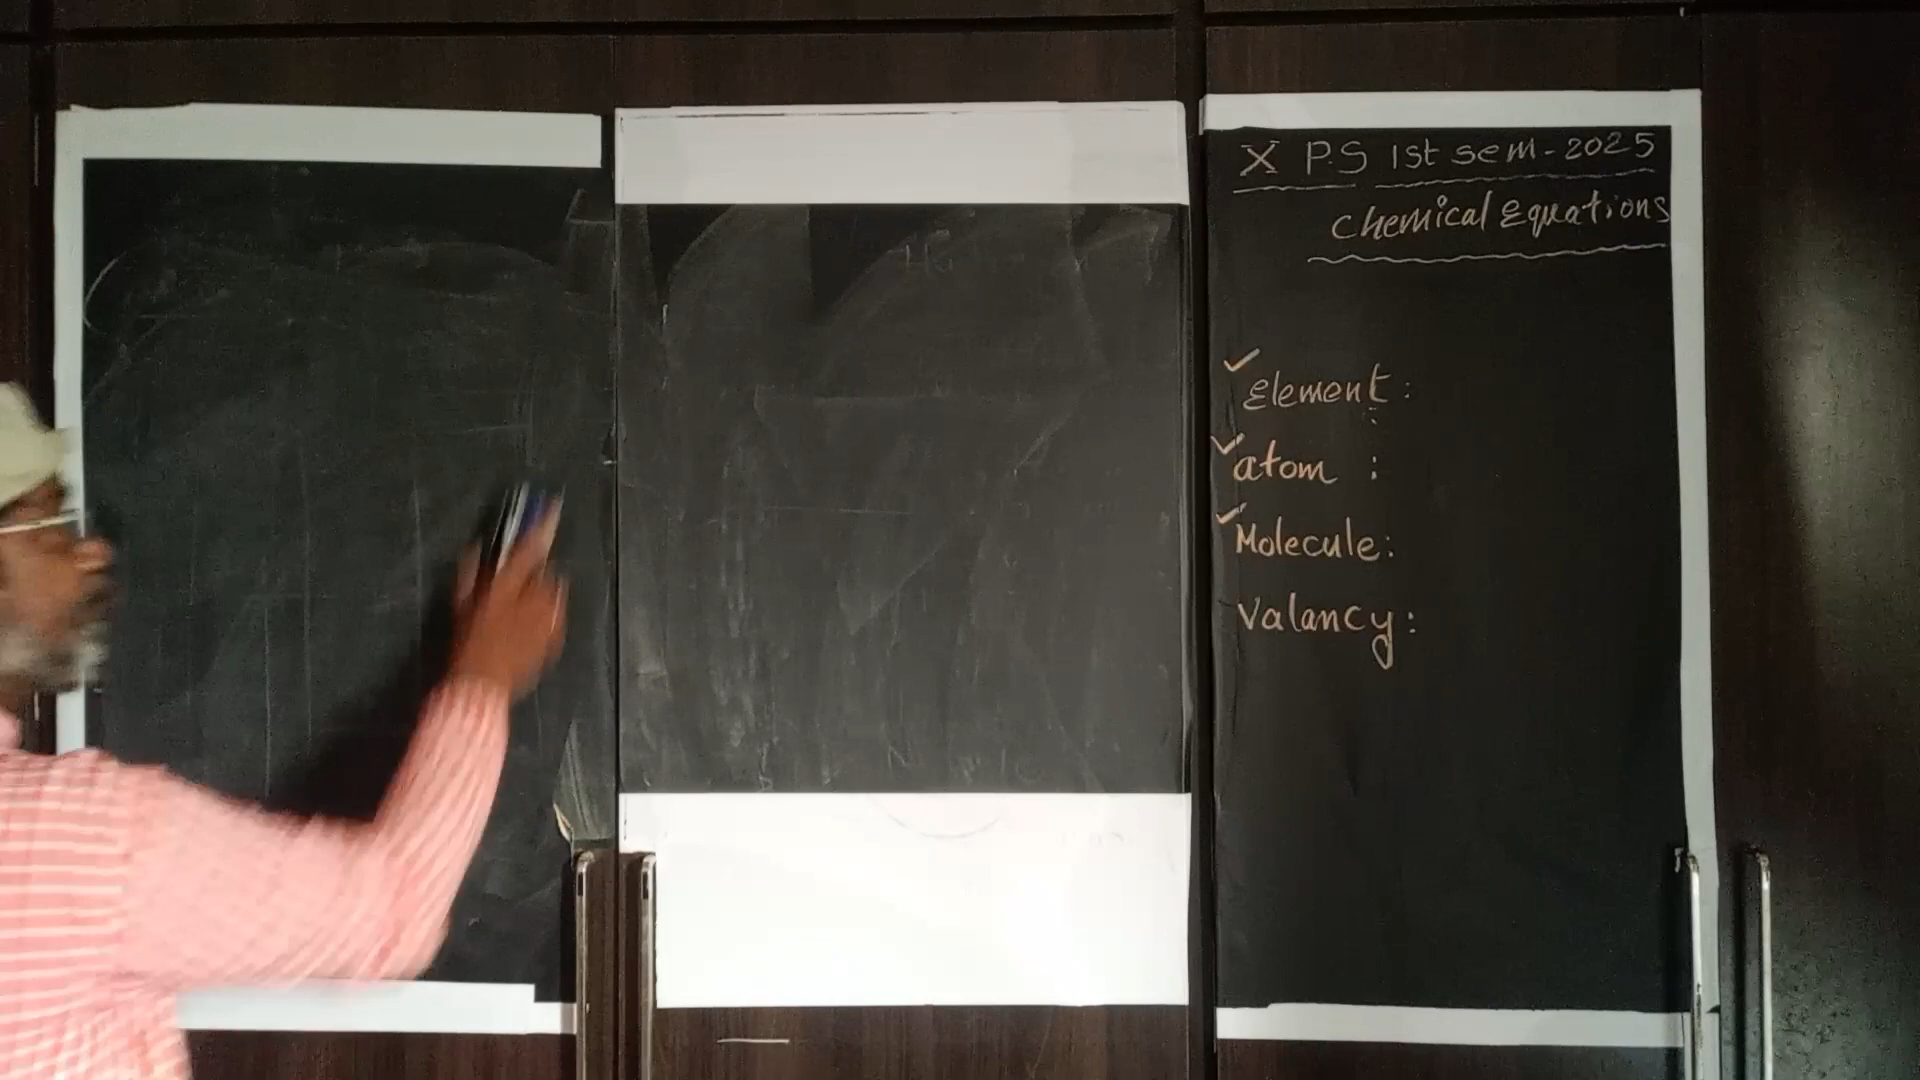 X P.S 1st sem-2025
Chemical Equations
Element:
atom :
Molecule:
Valancy: